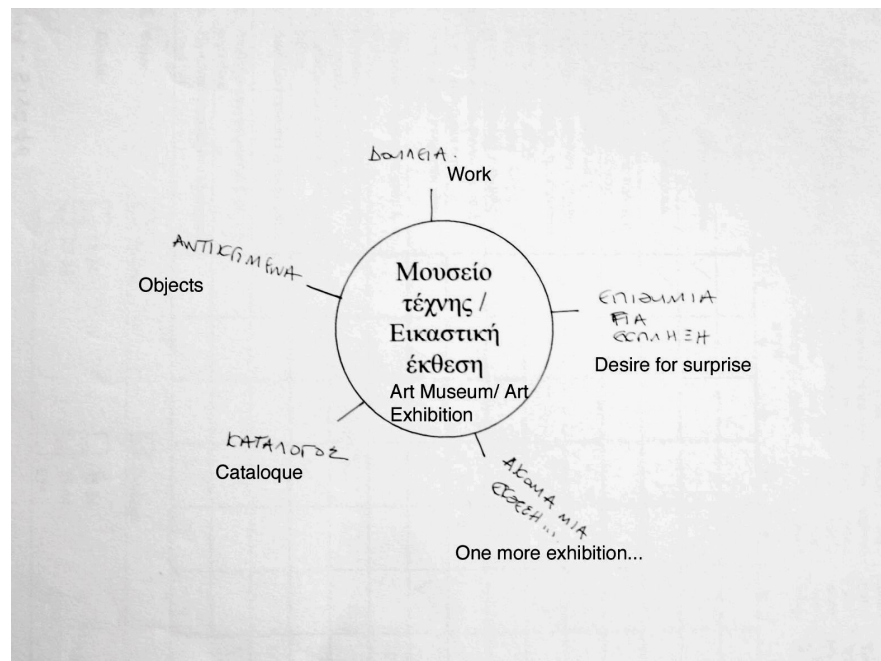 ΔΟΥΛΕΙΑ.
Work
ΑΝΤΙΚΕΙΜΕΝΑ
Objects
Μουσείο
τέχνης /
Εικαστική
έκθεση
Art Museum/ Art
Exhibition
ΕΠΙΘΥΜΙΑ
ΓΙΑ
ΕΚΠΛΗΞΗ
Desire for surprise
ΚΑΤΑΛΟΓΟΣ
Cataloque
ΑΚΟΜΑ ΜΙΑ
ΕΚΘΕΣΗ...
One more exhibition...